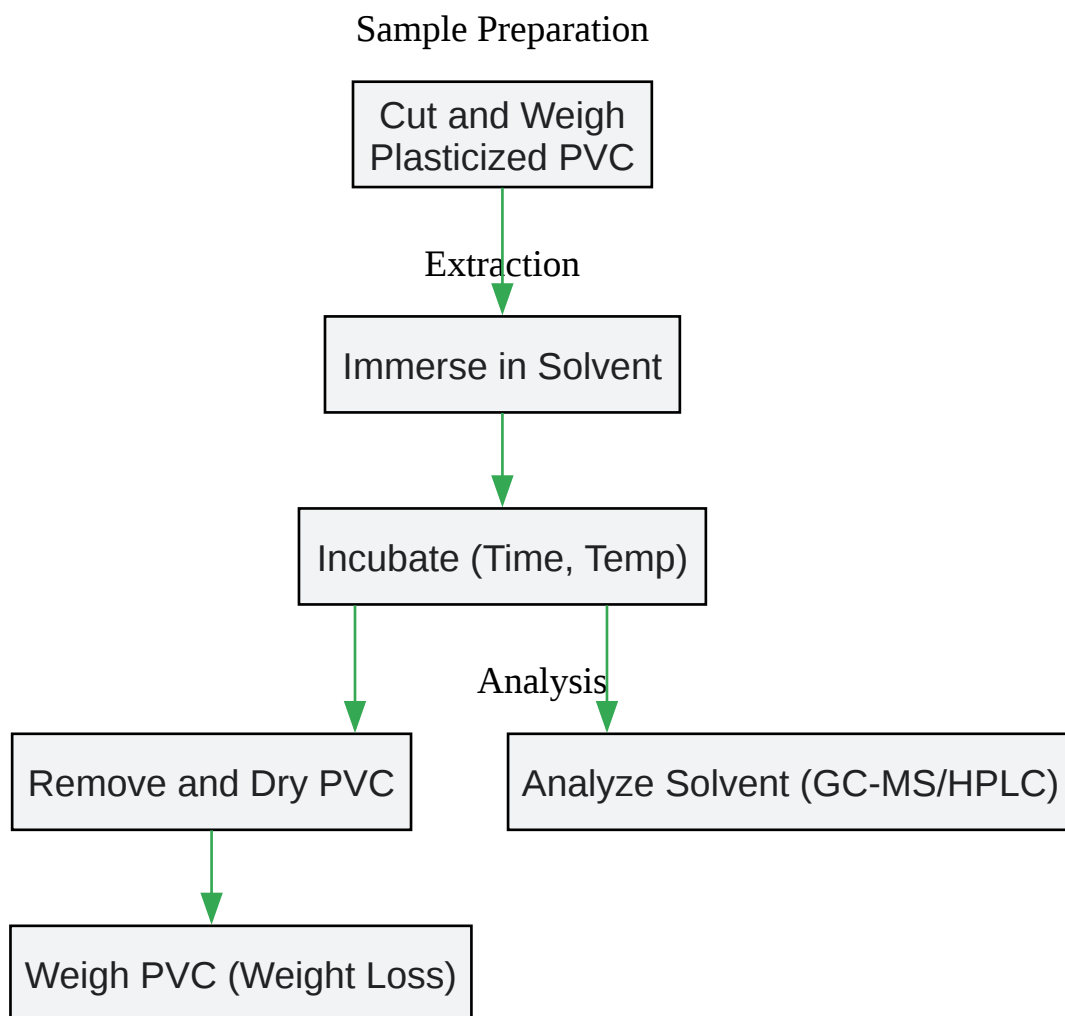 Sample Preparation
Cut and Weigh
Plasticized PVC
Extraction
Immerse in Solvent
Incubate (Time, Temp)
Analysis
Remove and Dry PVC
Analyze Solvent (GC-MS/HPLC)
Weigh PVC (Weight Loss)